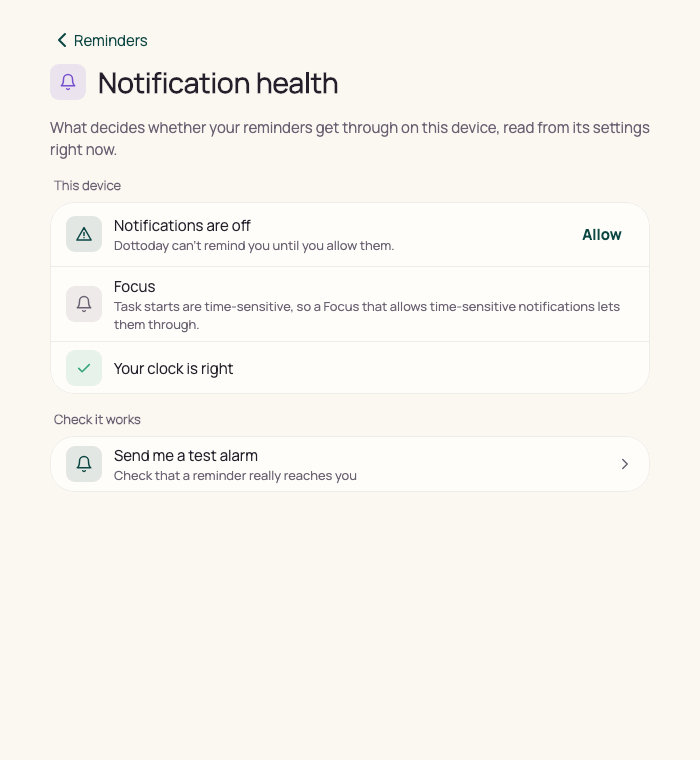 Reminders
Notification health
What decides whether your reminders get through on this device, read from its settings
right now.
This device
Notifications are off
Dottoday can't remind you until you allow them.
Allow
Focus
Task starts are time-sensitive, so a Focus that allows time-sensitive notifications lets
them through.
Your clock is right
Check it works
Send me a test alarm
Check that a reminder really reaches you